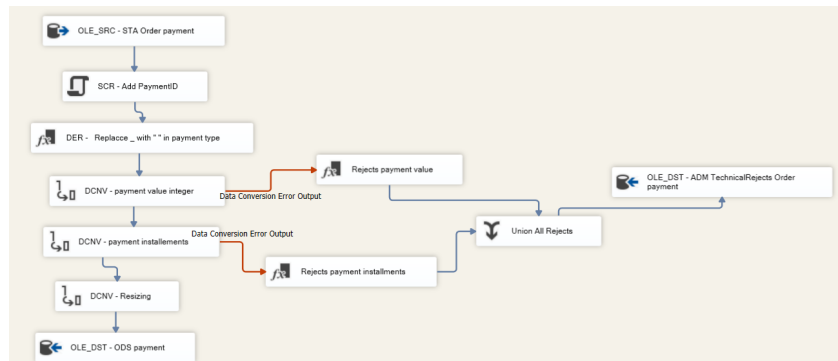 OLE_SRC - STA Order payment
SCR - Add PaymentID
DER - Replacce _ with " " in payment type
DCNV - payment value integer
Data Conversion Error Output
Rejects payment value
OLE_DST - ADM TechnicalRejects Order
payment
DCNV - payment installements
Data Conversion Error Output
Rejects payment installments
Union All Rejects
DCNV - Resizing
OLE_DST - ODS payment